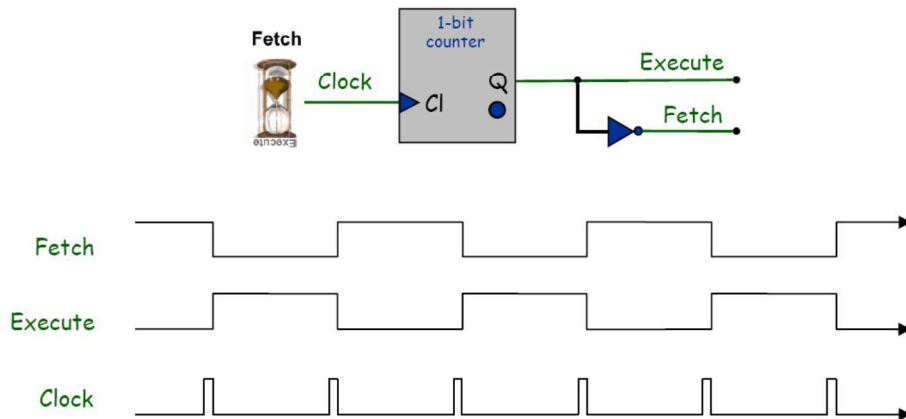 1-bit
counter
Fetch
Clock
Cl
Q
Execute
Fetch
Execute
Fetch
Execute
Clock